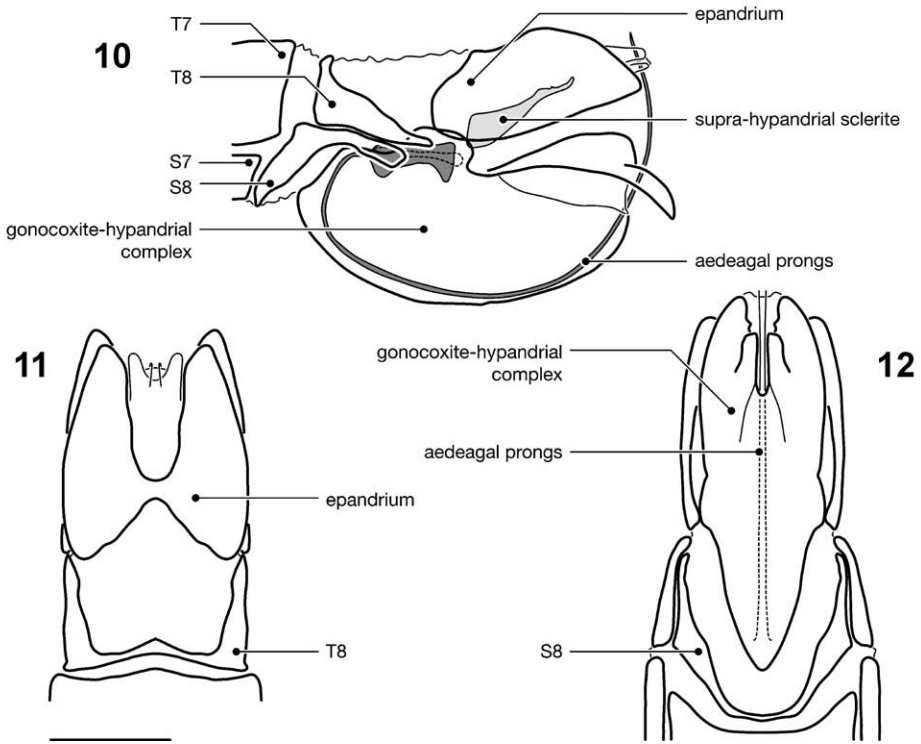 10
T7
T8
S7
S8
gonocoxite-hypandrial
complex
epandrium
supra-hypandrial sclerite
aedeagal prongs
11
epandrium
T8
12
gonocoxite-hypandrial
complex
aedeagal prongs
S8